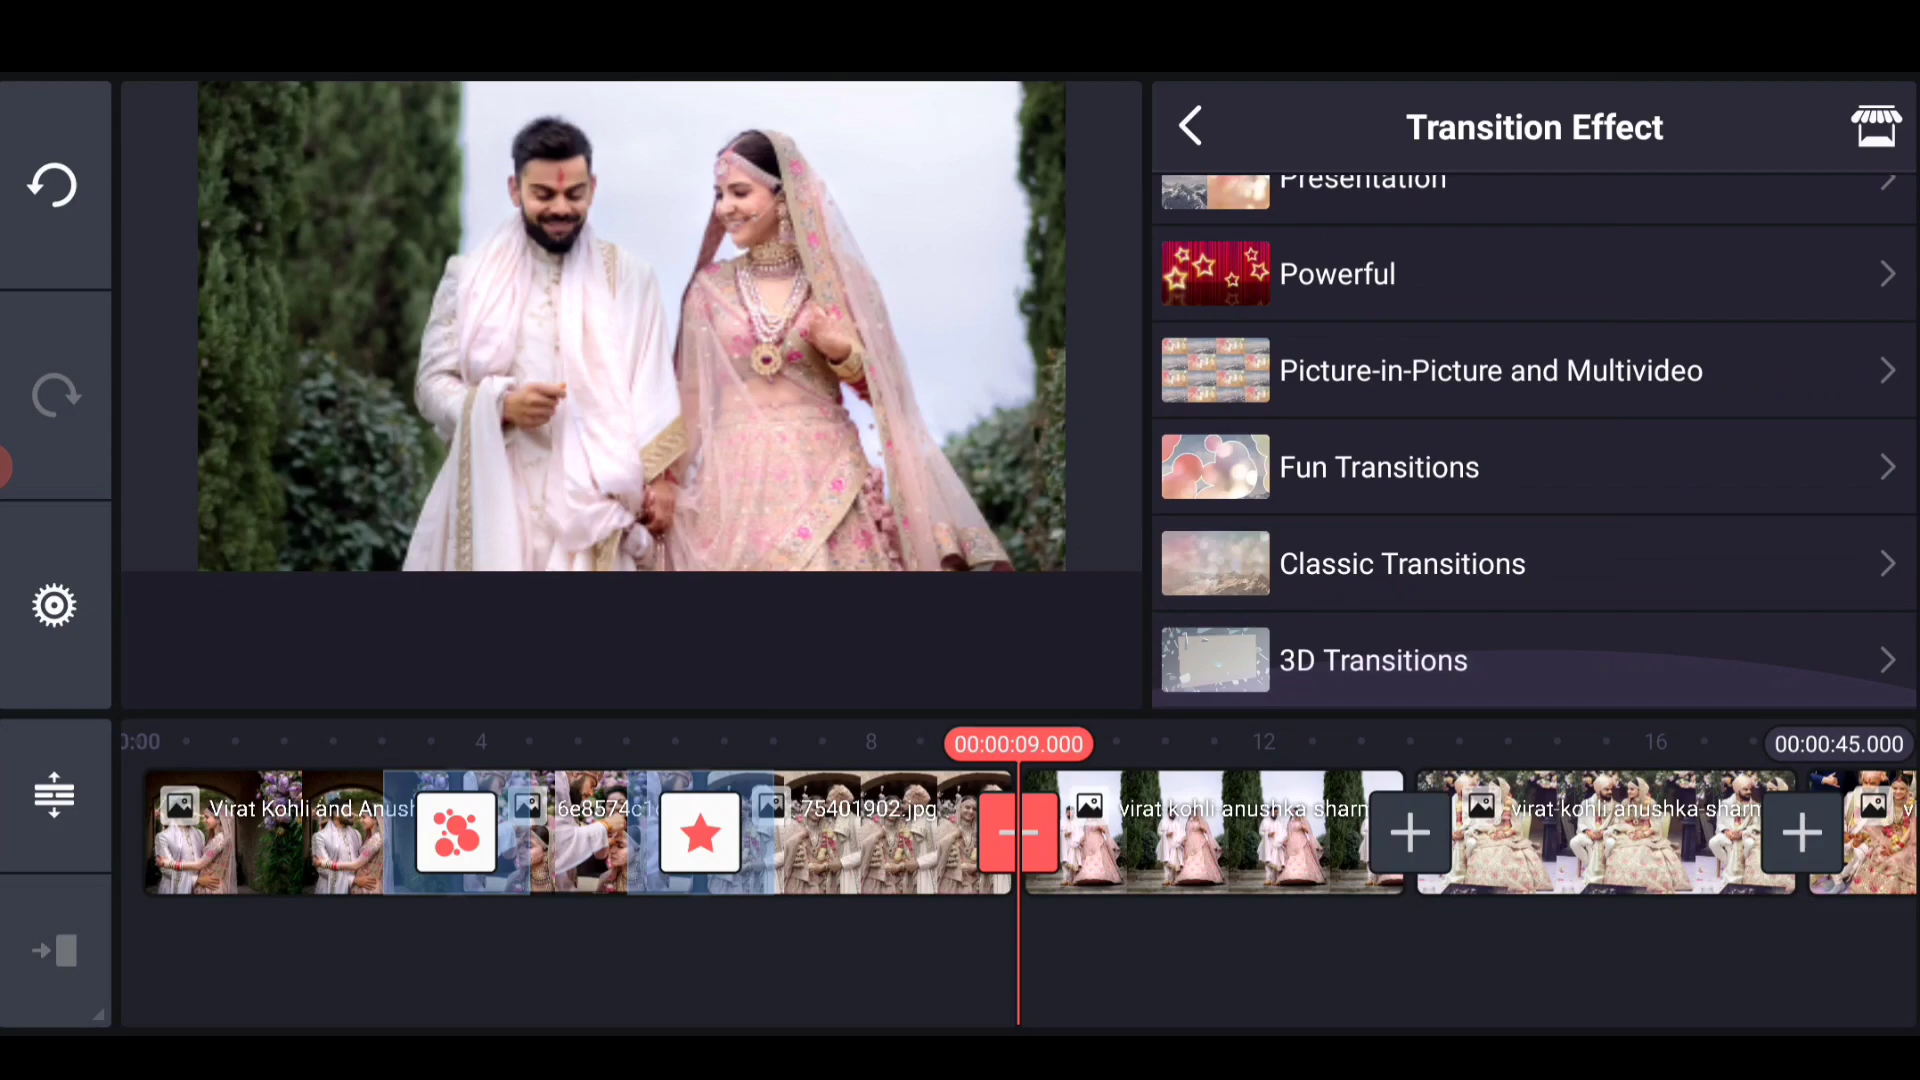 Transition Effect
Presentation
Powerful
Picture-in-Picture and Multivideo
Fun Transitions
Classic Transitions
3D Transitions
0:00
4
8
00:00:09.000
12
16
00:00:45.000
Virat Kohli and Anush
6e8574c1
75401902.jpg
virat kohli anushka sharm
virat-kohli-anushka-sharm
v